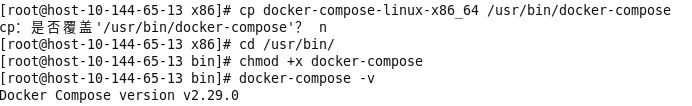 [root@host-10-144-65-13 x86]# cp docker-compose-linux-x86_64 /usr/bin/docker-compose
cp：是否覆盖'/usr/bin/docker-compose'？ n
[root@host-10-144-65-13 x86]# cd /usr/bin/
[root@host-10-144-65-13 bin]# chmod +x docker-compose
[root@host-10-144-65-13 bin]# docker-compose -v
Docker Compose version v2.29.0